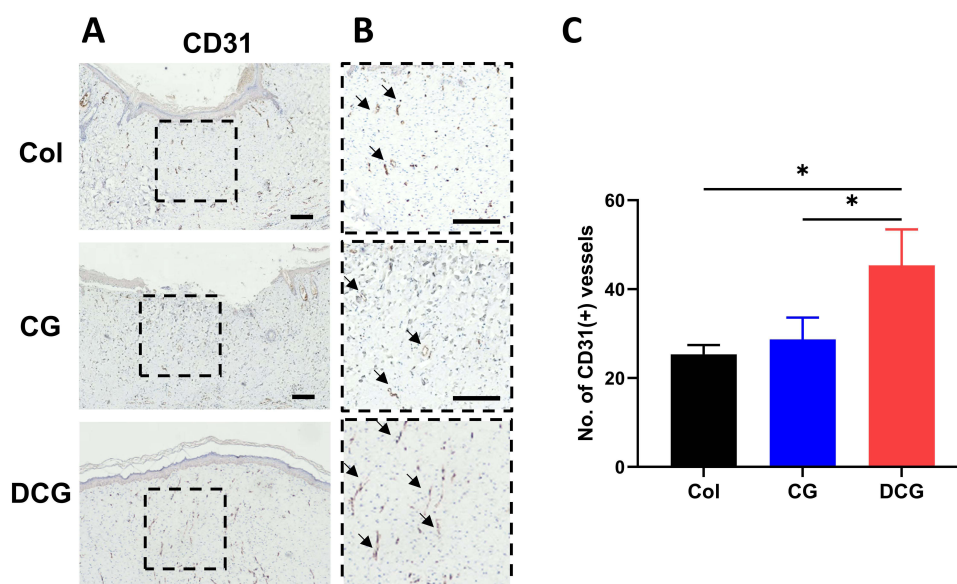 A
B
C
CD31
Col
CG
DCG
No. of CD31(+) vessels
60
40
20
0
*
*
Col
CG
DCG